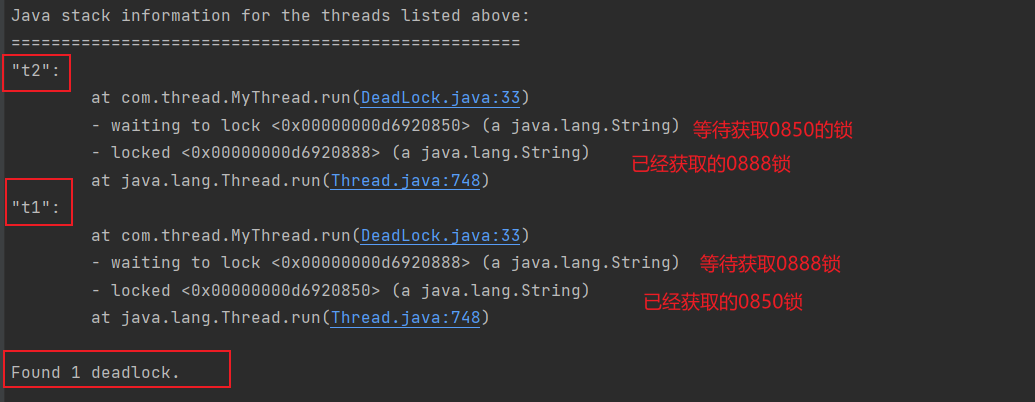 Java stack information for the threads listed above:
===================================================
"t2":
at com.thread.MyThread.run(DeadLock.java:33)
- waiting to lock <0x00000000d6920850> (a java.lang.String) 等待获取0850的锁
- locked <0x00000000d6920888> (a java.lang.String) 已经获取的0888锁
at java.lang.Thread.run(Thread.java:748)
"t1":
at com.thread.MyThread.run(DeadLock.java:33)
- waiting to lock <0x00000000d6920888> (a java.lang.String) 等待获取0888锁
- locked <0x00000000d6920850> (a java.lang.String) 已经获取的0850锁
at java.lang.Thread.run(Thread.java:748)
Found 1 deadlock.